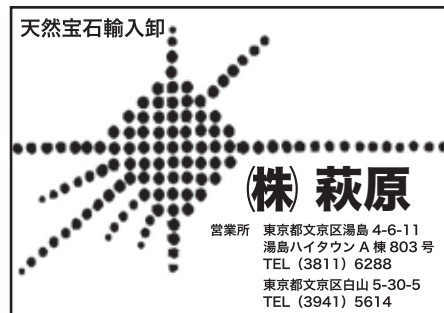 天然宝石輸入卸
㈱ 萩原
営業所 東京都文京区湯島 4-6-11
湯島ハイタウン A 棟 803 号
TEL（3811）6288
東京都文京区白山 5-30-5
TEL（3941）5614